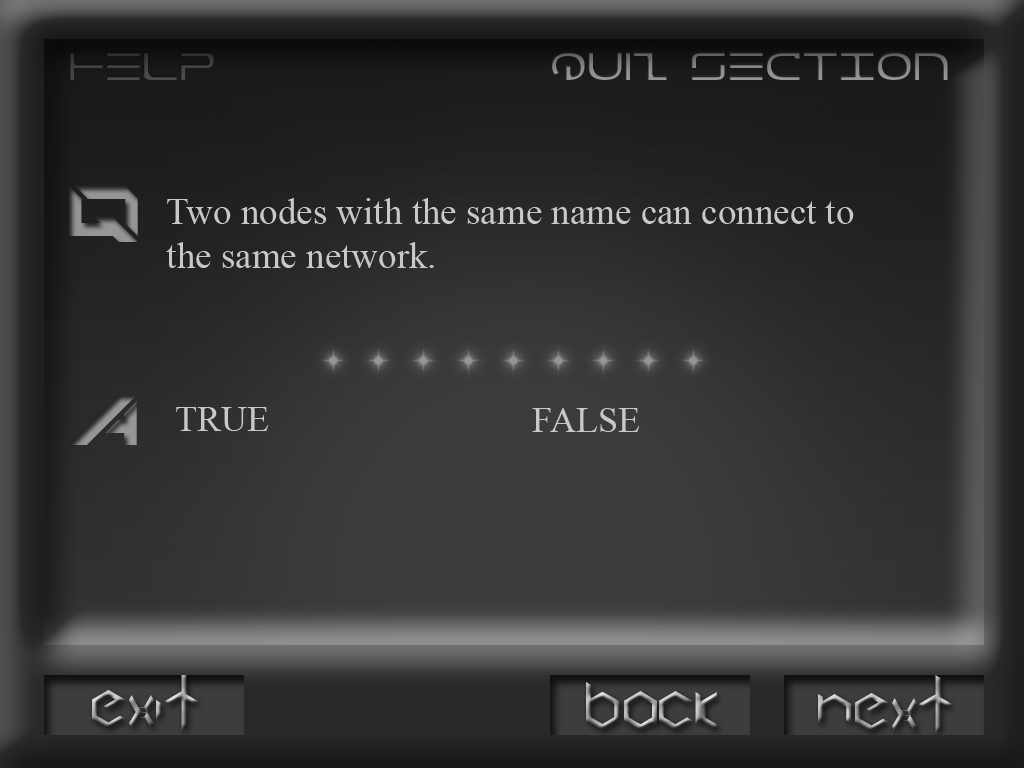 HELP
QUIZ SECTION
Q
Two nodes with the same name can connect to
the same network.
A
TRUE
FALSE
exit
back
next